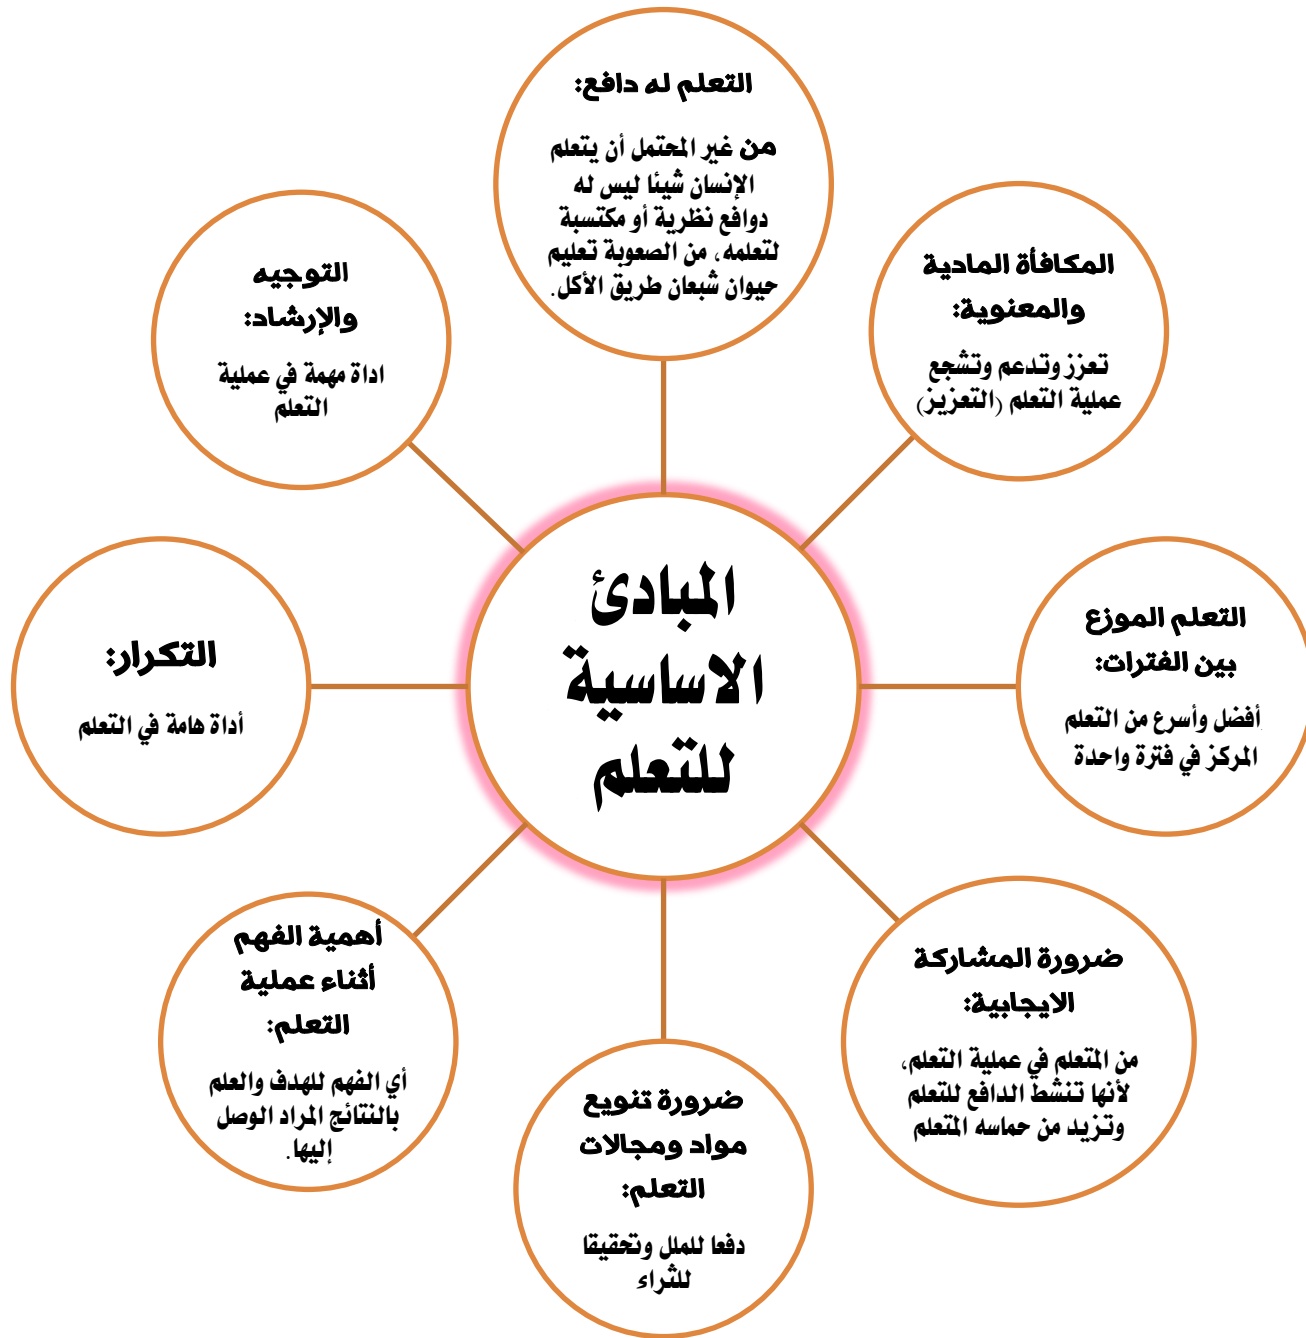 المبادئ
الاساسية
للتعلم
التعلم له دافع:
من غير المحتمل أن يتعلم
الإنسان شيئا ليس له
دوافع نظرية أو مكتسبة
لتعلمه، من الصعوبة تعليم
حيوان شبعان طريق الأكل.
المكافأة المادية
والمعنوية:
تعزز وتدعم وتشجع
عملية التعلم (التعزيز)
التعلم الموزع
بين الفترات:
أفضل وأسرع من التعلم
المركز في فترة واحدة
ضرورة المشاركة
الايجابية:
من المتعلم في عملية التعلم،
لأنها تنشط الدافع للتعلم
وتزيد من حماسه المتعلم
ضرورة تنويع
مواد ومجالات
التعلم:
دفعا للملل وتحقيقا
للثراء
أهمية الفهم
أثناء عملية
التعلم:
أي الفهم للهدف والعلم
بالنتائج المراد الوصل
إليها.
التكرار:
أداة هامة في التعلم
التوجيه
والإرشاد:
اداة مهمة في عملية
التعلم